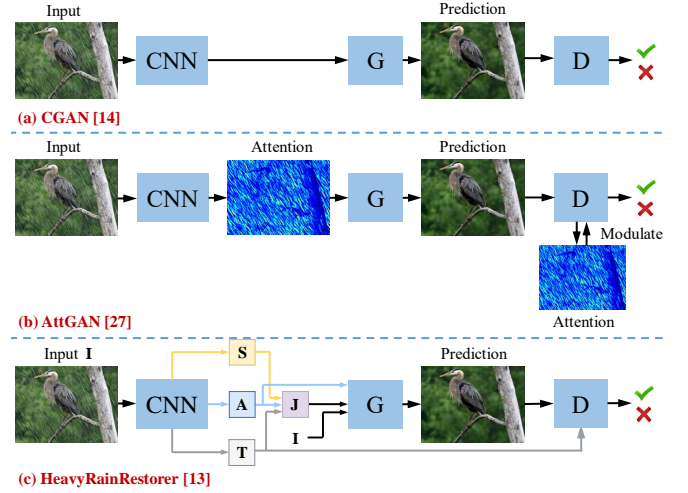 Input
Prediction
CNN
G
D
(a) CGAN [14]
Input
Attention
Prediction
CNN
G
D
Modulate
Attention
(b) AttGAN [27]
Input I
S
Prediction
CNN
A
J
G
D
I
T
(c) HeavyRainRestorer [13]